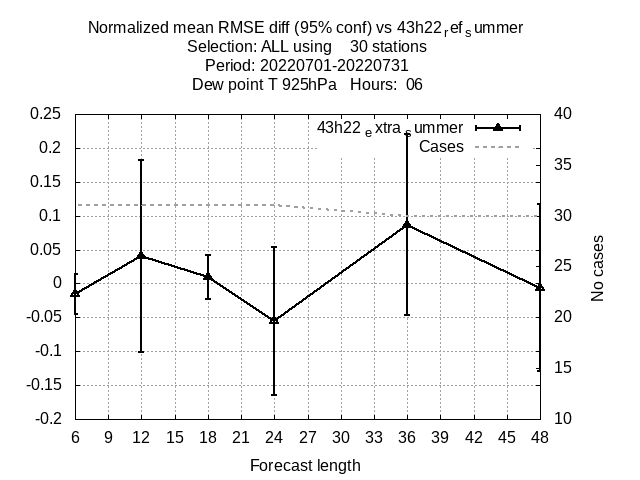 Normalized mean RMSE diff (95% conf) vs 43h22refsummer
Selection: ALL using 30 stations
Period: 20220701-20220731
Dew point T 925hPa Hours: 06
43h22extrasummer
Cases
0.25
0.2
0.15
0.1
0.05
0
-0.05
-0.1
-0.15
-0.2
40
35
30
25
20
15
10
No cases
6 9 12 15 18 21 24 27 30 33 36 39 42 45 48
Forecast length